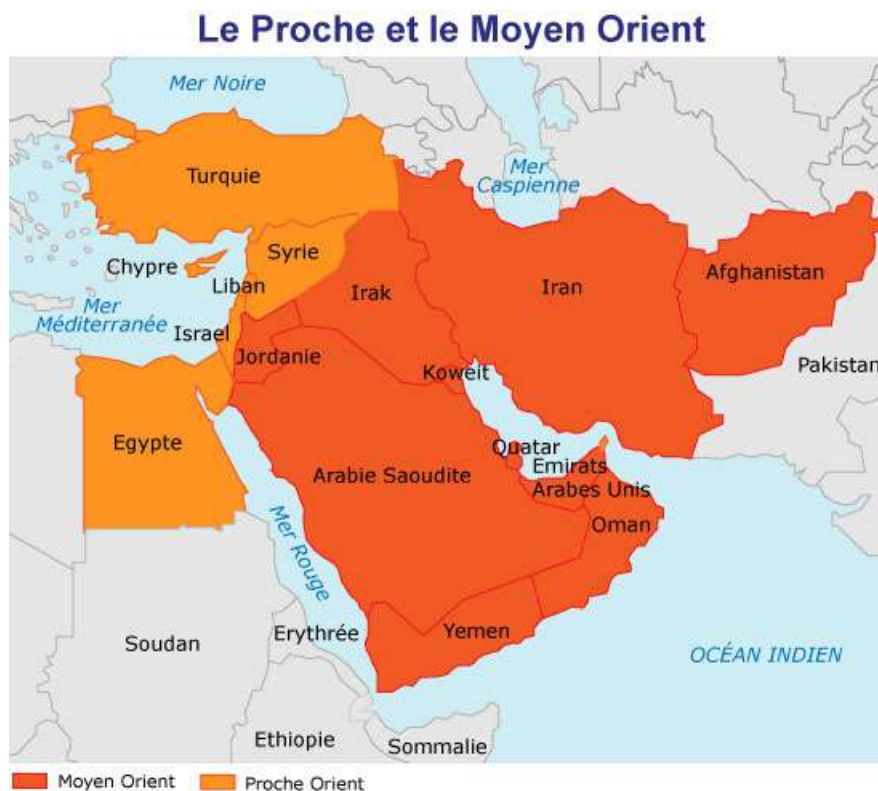 Le Proche et le Moyen Orient
Mer Noire
Turquie
Mer
Caspienne
Chypre
Syrie
Liban
Irak
Iran
Afghanistan
Mer
Méditerranée
Israel
Jordanie
Koweit
Pakistan
Egypte
Arabie Saoudite
Quatar
Emirats
Arabes Unis
Oman
Mer Rouge
Soudan
Erythrée
Yemen
OCÉAN INDIEN
Ethiopie
Sommalie
Moyen Orient
Proche Orient